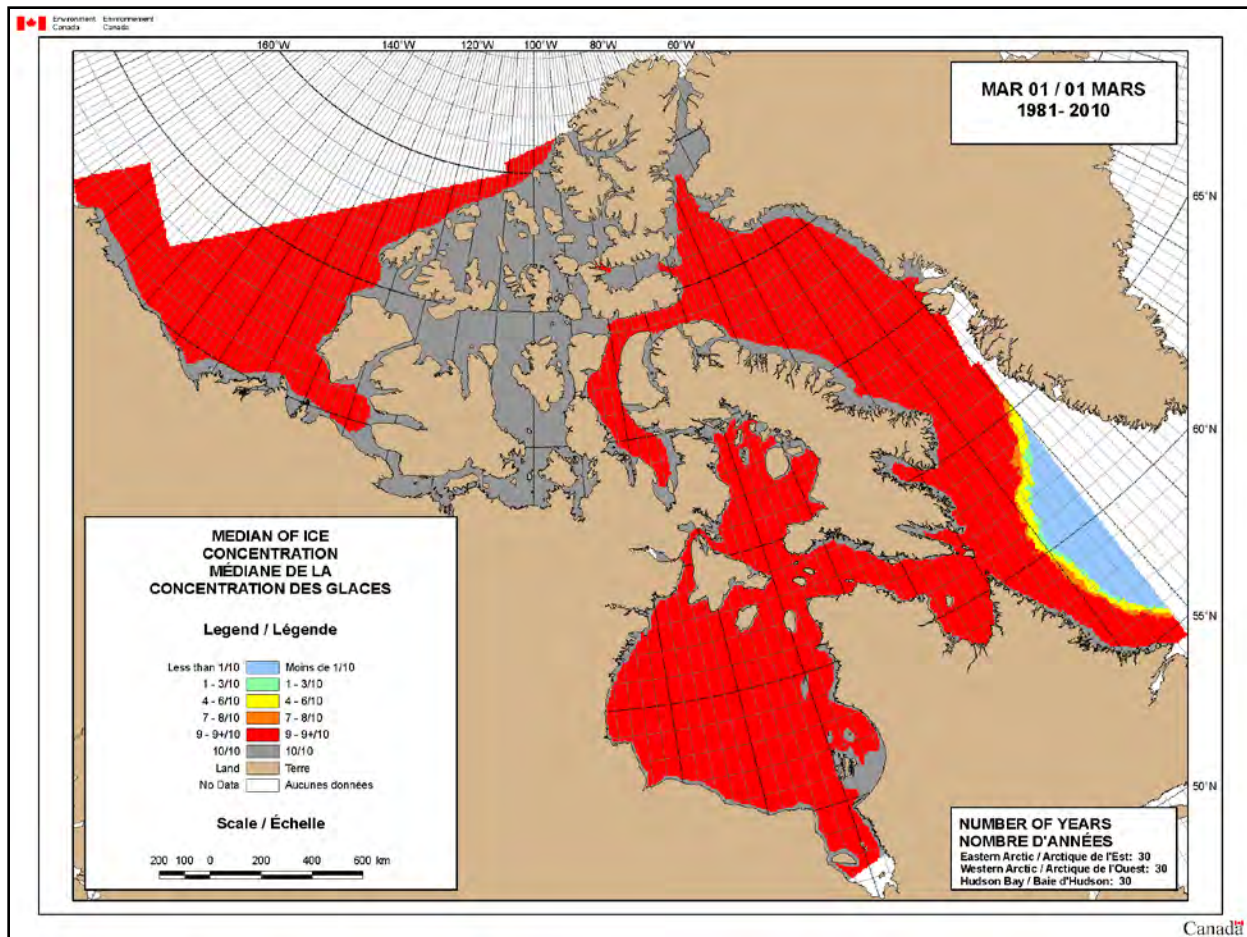 Environment Environnement
Canada Canada
160°W 140°W 120°W 100°W 80°W 60°W
MAR 01 / 01 MARS
1981- 2010
65°N
60°N
55°N
50°N
MEDIAN OF ICE
CONCENTRATION
MÉDIANE DE LA
CONCENTRATION DES GLACES
Legend / Légende
Less than 1/10 Moins de 1/10
1 - 3/10 1 - 3/10
4 - 6/10 4 - 6/10
7 - 8/10 7 - 8/10
9 - 9+/10 9 - 9+/10
10/10 10/10
Land Terre
No Data Aucunes données
Scale / Échelle
200 100 0 200 400 600 km
NUMBER OF YEARS
NOMBRE D'ANNÉES
Eastern Arctic / Arctique de l'Est: 30
Western Arctic / Arctique de l'Ouest: 30
Hudson Bay / Baie d'Hudson: 30
Canada